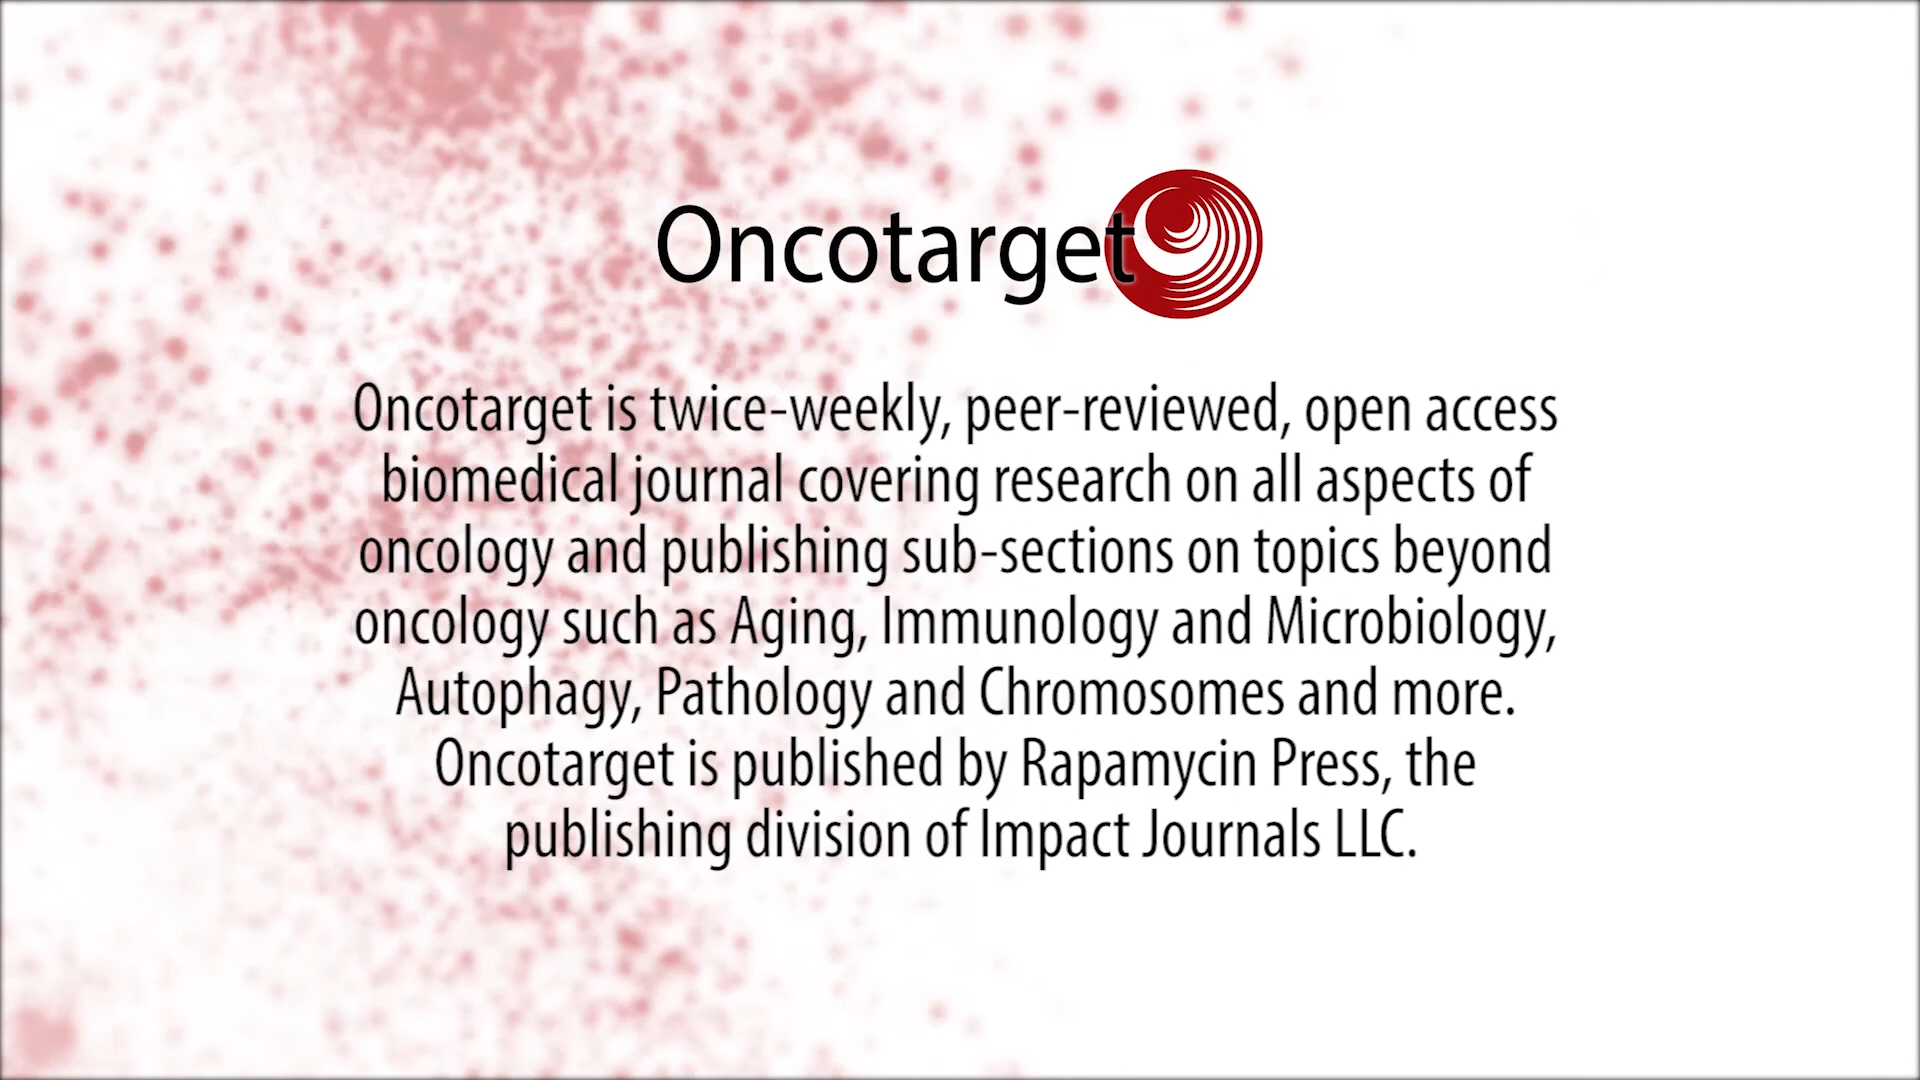 Oncotarget
Oncotarget is twice-weekly, peer-reviewed, open access
biomedical journal covering research on all aspects of
oncology and publishing sub-sections on topics beyond
oncology such as Aging, Immunology and Microbiology,
Autophagy, Pathology and Chromosomes and more.
Oncotarget is published by Rapamycin Press, the
publishing division of Impact Journals LLC.